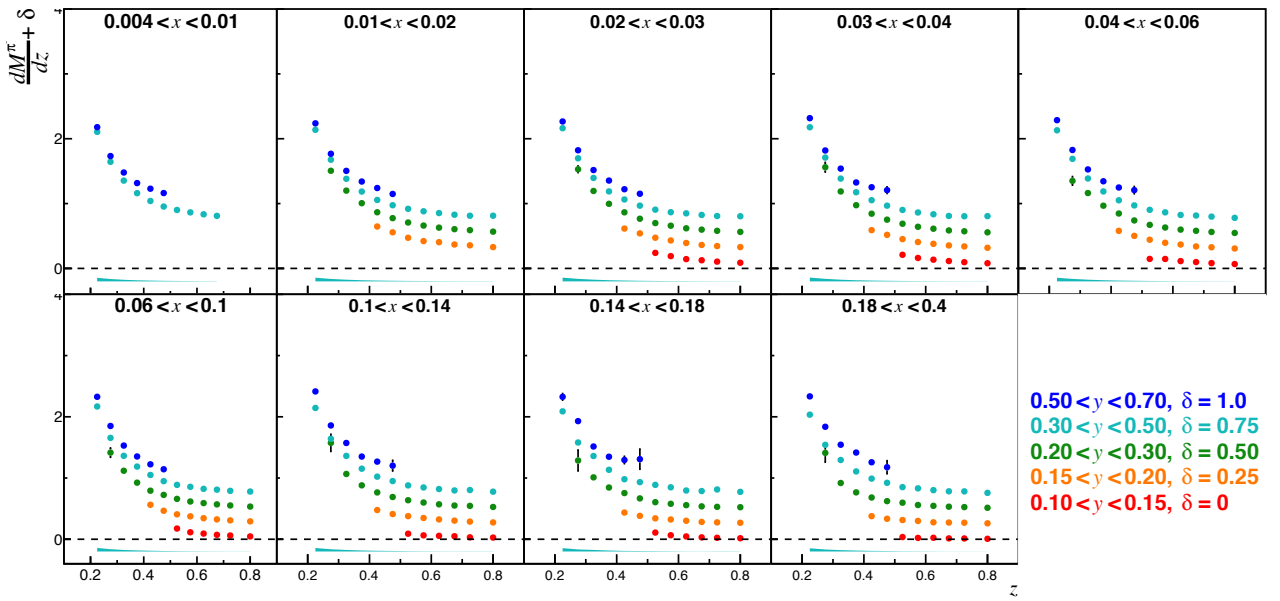 dM^π/dz + δ
0.004 < x < 0.01
0.01 < x < 0.02
0.02 < x < 0.03
0.03 < x < 0.04
0.04 < x < 0.06
4
2
0
0.06 < x < 0.1
0.1 < x < 0.14
0.14 < x < 0.18
0.18 < x < 0.4
4
2
0
0.50 < y < 0.70, δ = 1.0
0.30 < y < 0.50, δ = 0.75
0.20 < y < 0.30, δ = 0.50
0.15 < y < 0.20, δ = 0.25
0.10 < y < 0.15, δ = 0
0.2 0.4 0.6 0.8 0.2 0.4 0.6 0.8 0.2 0.4 0.6 0.8 0.2 0.4 0.6 0.8
z